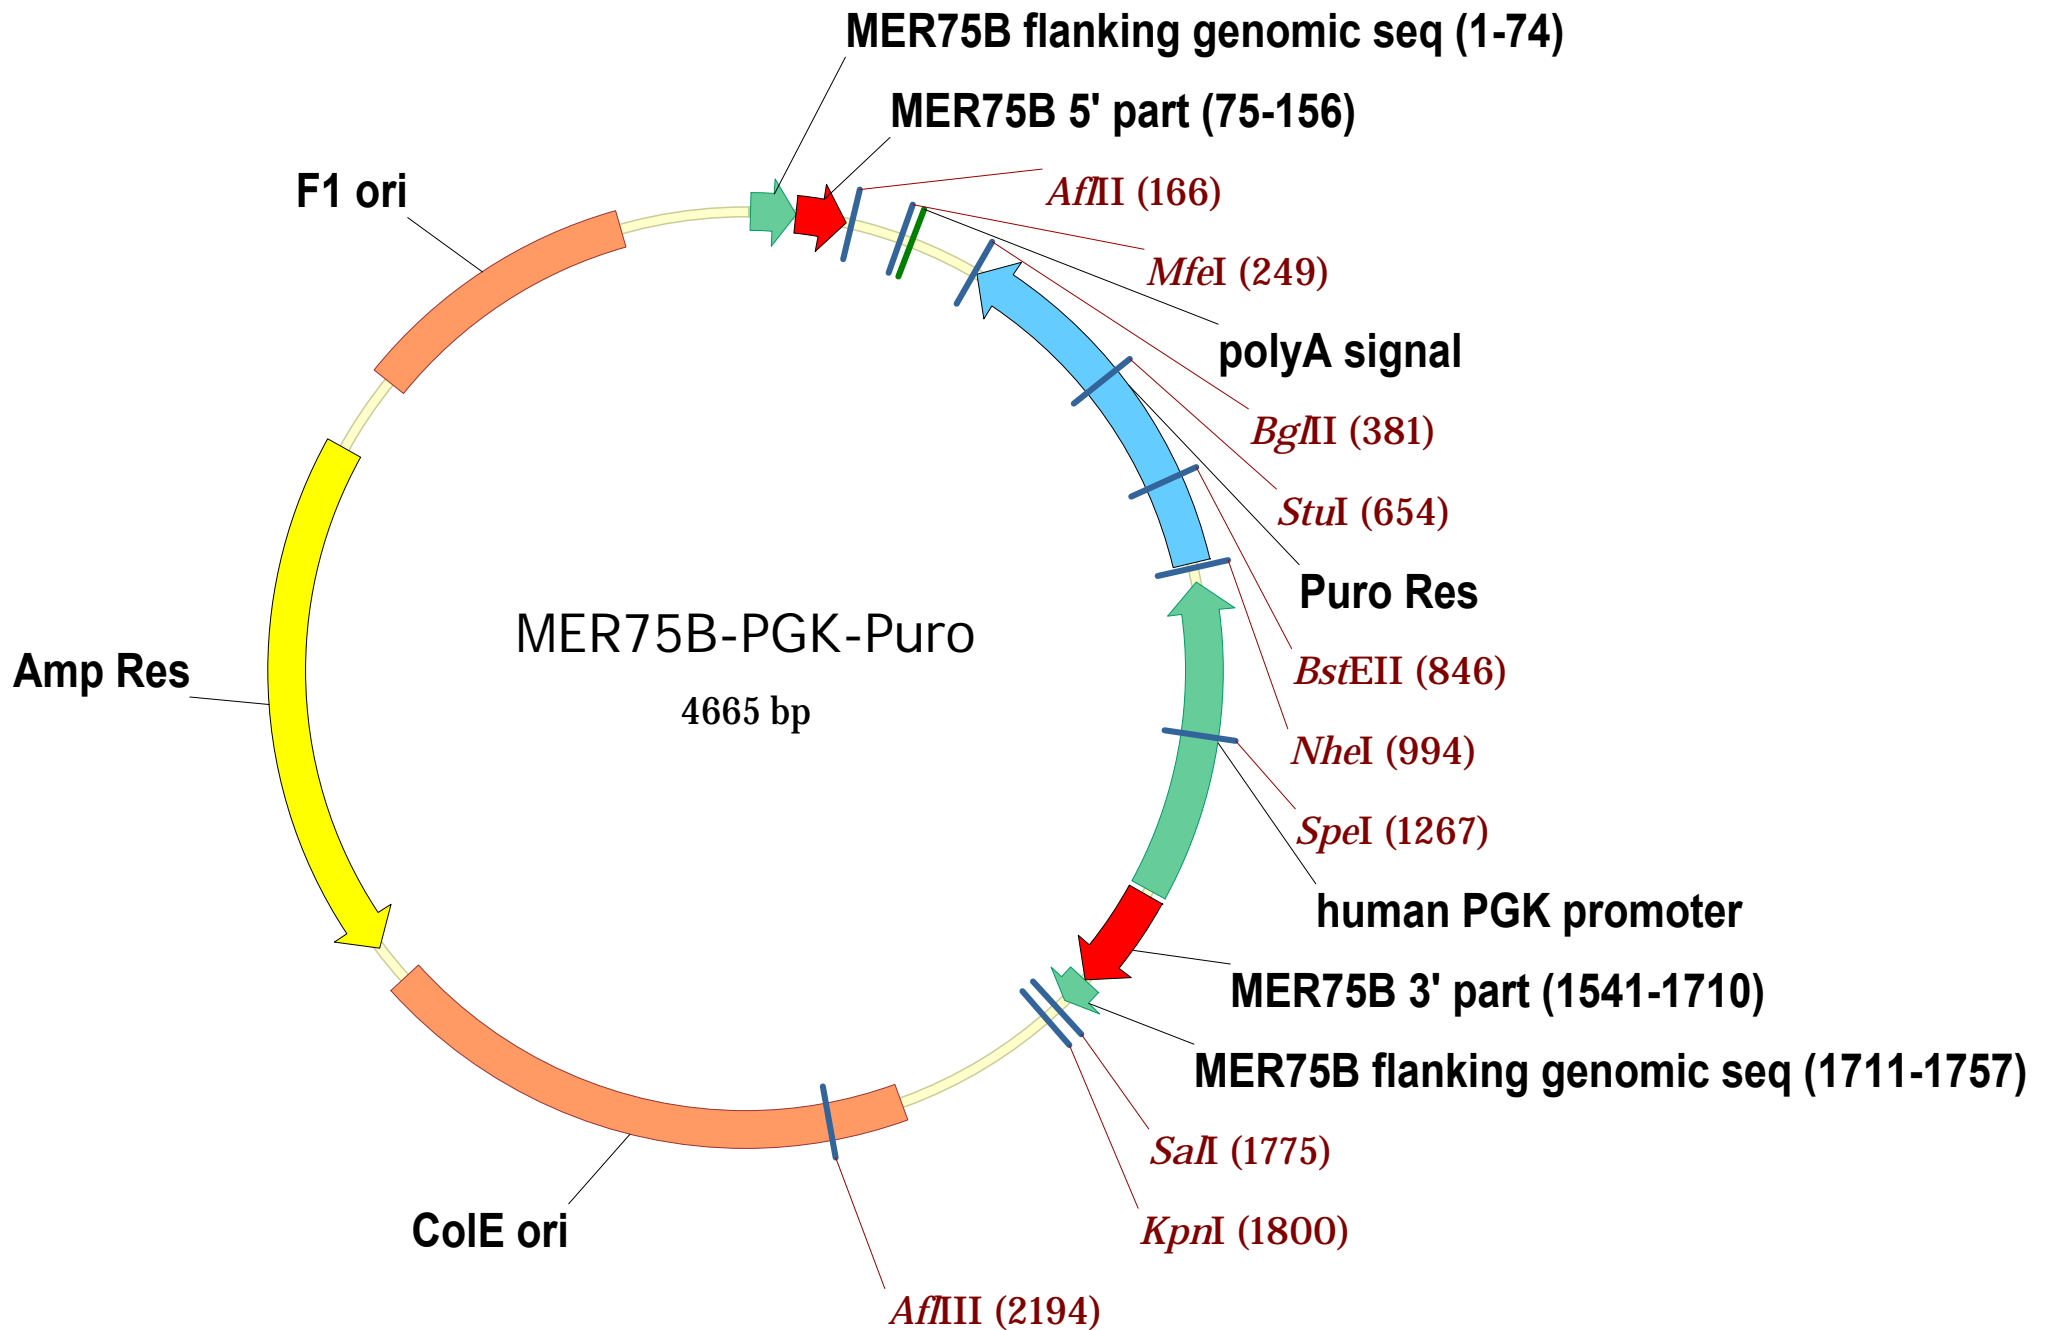 MER75B flanking genomic seq (1-74)
MER75B 5' part (75-156)
F1 ori
AflII (166)
MfeI (249)
polyA signal
BglII (381)
StuI (654)
Puro Res
MER75B-PGK-Puro
Amp Res
BstEII (846)
4665 bp
NheI (994)
SpeI (1267)
human PGK promoter
MER75B 3' part (1541-1710)
MER75B flanking genomic seq (1711-1757)
SalI (1775)
ColE ori
KpnI (1800)
AflIII (2194)